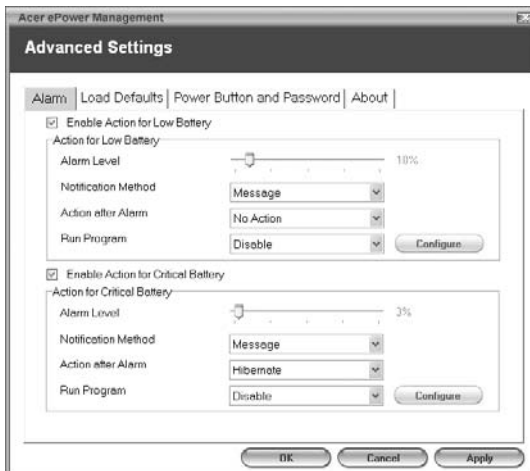 Acer ePower Management
Advanced Settings
Alarm Load Defaults Power Button and Password About
Enable Action for Low Battery
Action for Low Battery
Alarm Level 10%
Notification Method Message
Action after Alarm No Action
Run Program Disable Configure
Enable Action for Critical Battery
Action for Critical Battery
Alarm Level 3%
Notification Method Message
Action after Alarm Hibernate
Run Program Disable Configure
OK Cancel Apply